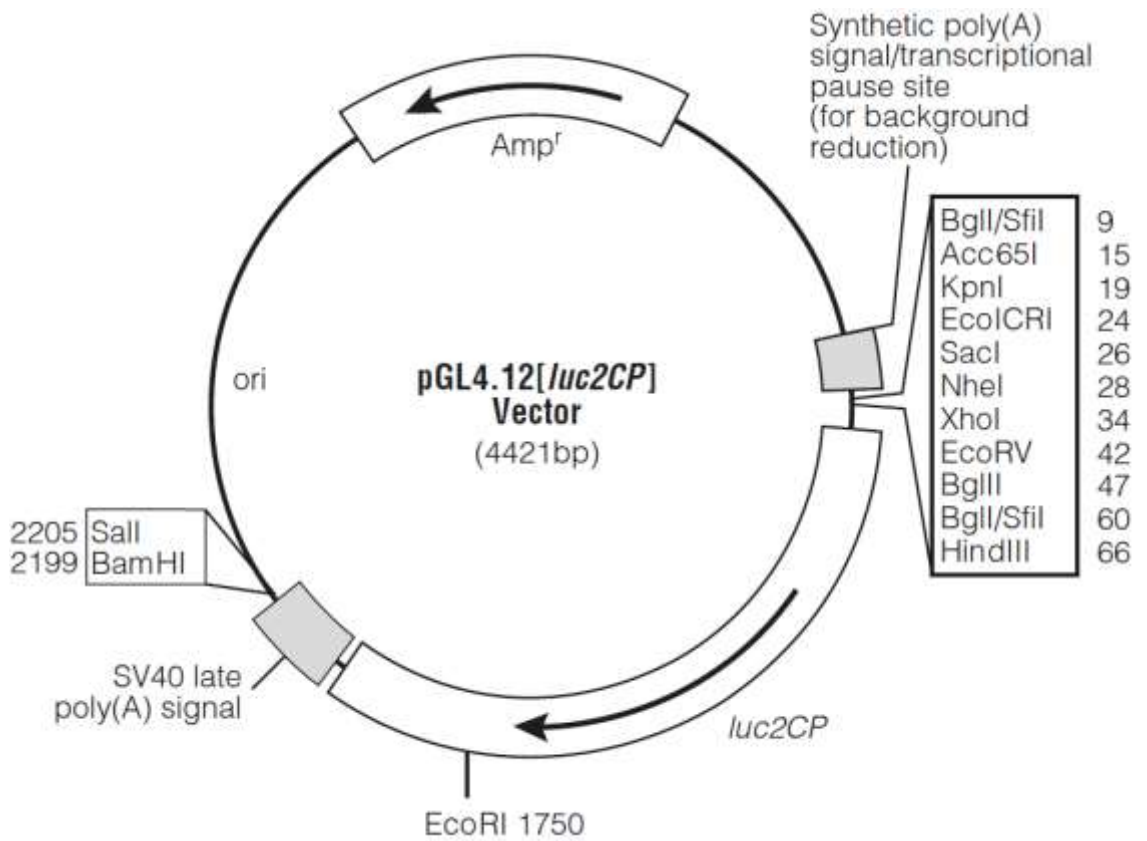 Synthetic poly(A)
signal/transcriptional
pause site
(for background
reduction)
Ampʳ
BglI/SfiI 9
Acc65I 15
KpnI 19
EcoICRI 24
SacI 26
NheI 28
XhoI 34
EcoRV 42
BglII 47
BglI/SfiI 60
HindIII 66
ori
pGL4.12[luc2CP]
Vector
(4421bp)
2205 SalI
2199 BamHI
SV40 late
poly(A) signal
luc2CP
EcoRI 1750